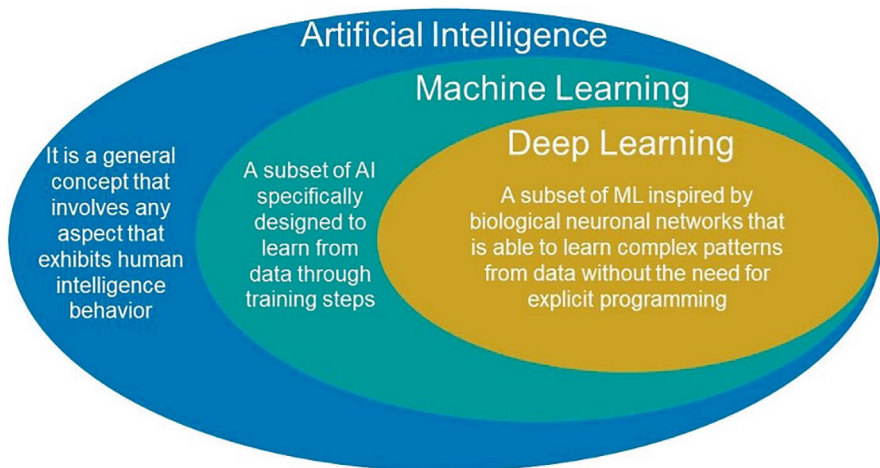 Artificial Intelligence
Machine Learning
Deep Learning
It is a general
concept that
involves any
aspect that
exhibits human
intelligence
behavior
A subset of AI
specifically
designed to
learn from
data through
training steps
A subset of ML inspired by
biological neuronal networks that
is able to learn complex patterns
from data without the need for
explicit programming